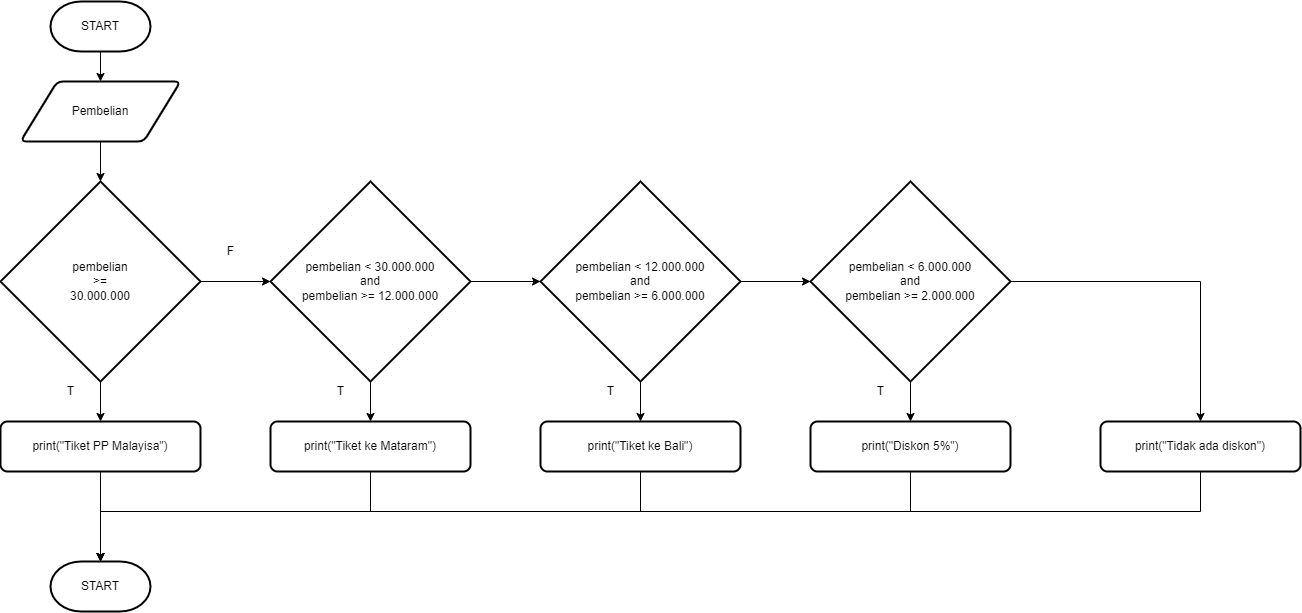 START
Pembelian
pembelian
>=
30.000.000
F
pembelian < 30.000.000
and
pembelian >= 12.000.000
pembelian < 12.000.000
and
pembelian >= 6.000.000
pembelian < 6.000.000
and
pembelian >= 2.000.000
T
T
T
T
print("Tiket PP Malayisa")
print("Tiket ke Mataram")
print("Tiket ke Bali")
print("Diskon 5%")
print("Tidak ada diskon")
START